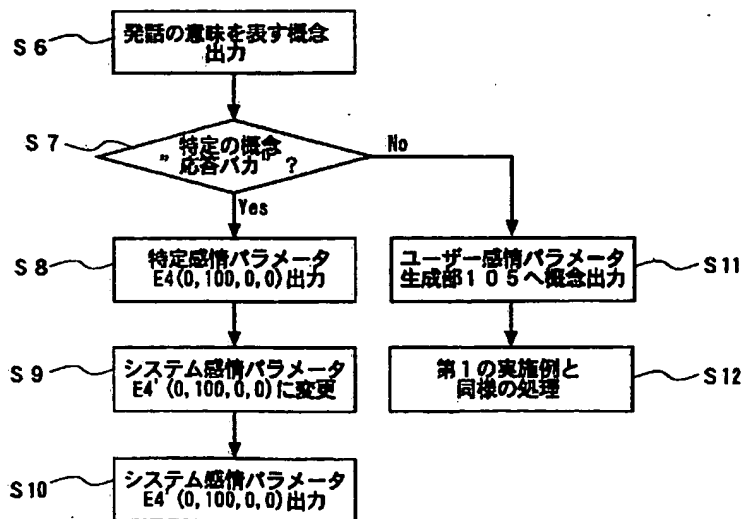 S6
発話の意味を表す概念
出力
S7
特定の概念
"応答バカ" ?
No
Yes
S8
特定感情パラメータ
E4(0,100,0,0)出力
ユーザー感情パラメータ
生成部105へ概念出力
S11
S9
システム感情パラメータ
E4'(0,100,0,0)に変更
第1の実施例と
同様の処理
S12
S10
システム感情パラメータ
E4'(0,100,0,0)出力